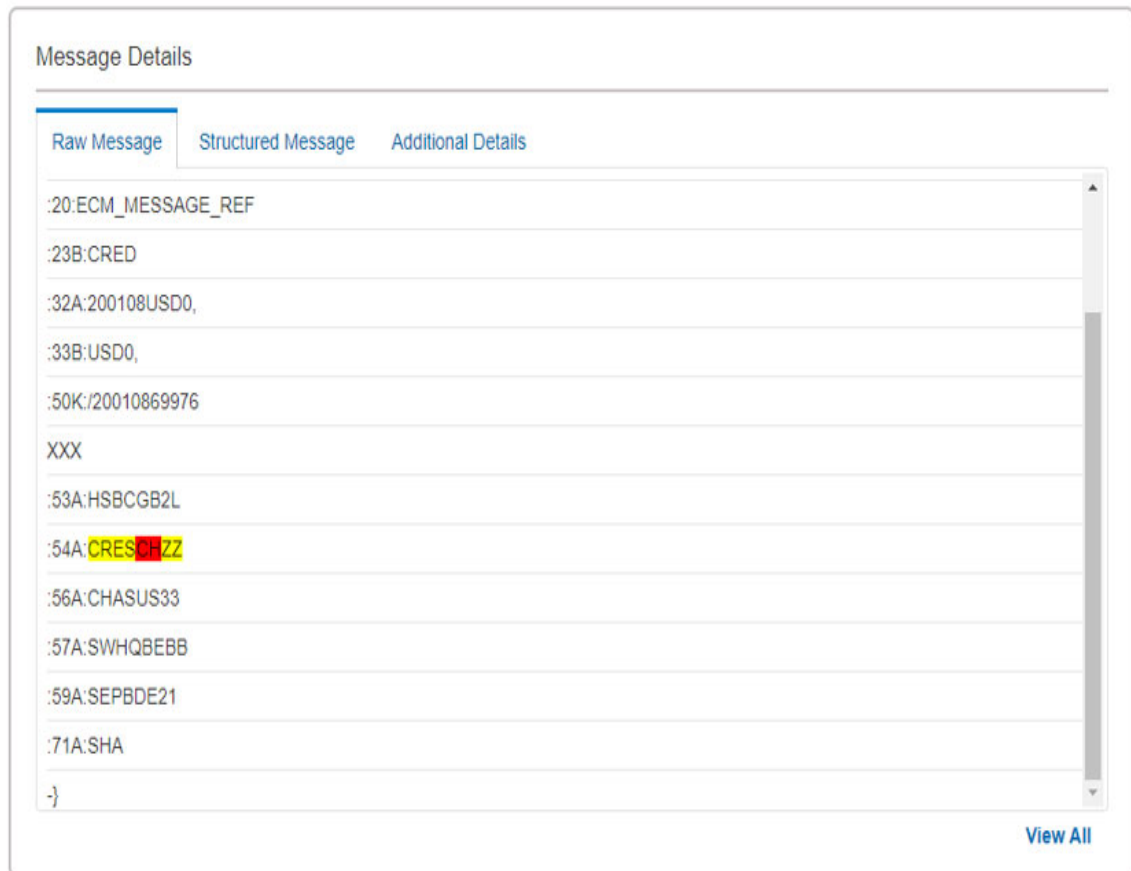 Message Details
Raw Message Structured Message Additional Details
:20:ECM_MESSAGE_REF
:23B:CRED
:32A:200108USD0,
:33B:USD0,
:50K:/20010869976
XXX
:53A:HSBCGB2L
:54A:CRESCHZZ
:56A:CHASUS33
:57A:SWHQBEBB
:59A:SEPBDE21
:71A:SHA
-}
View All